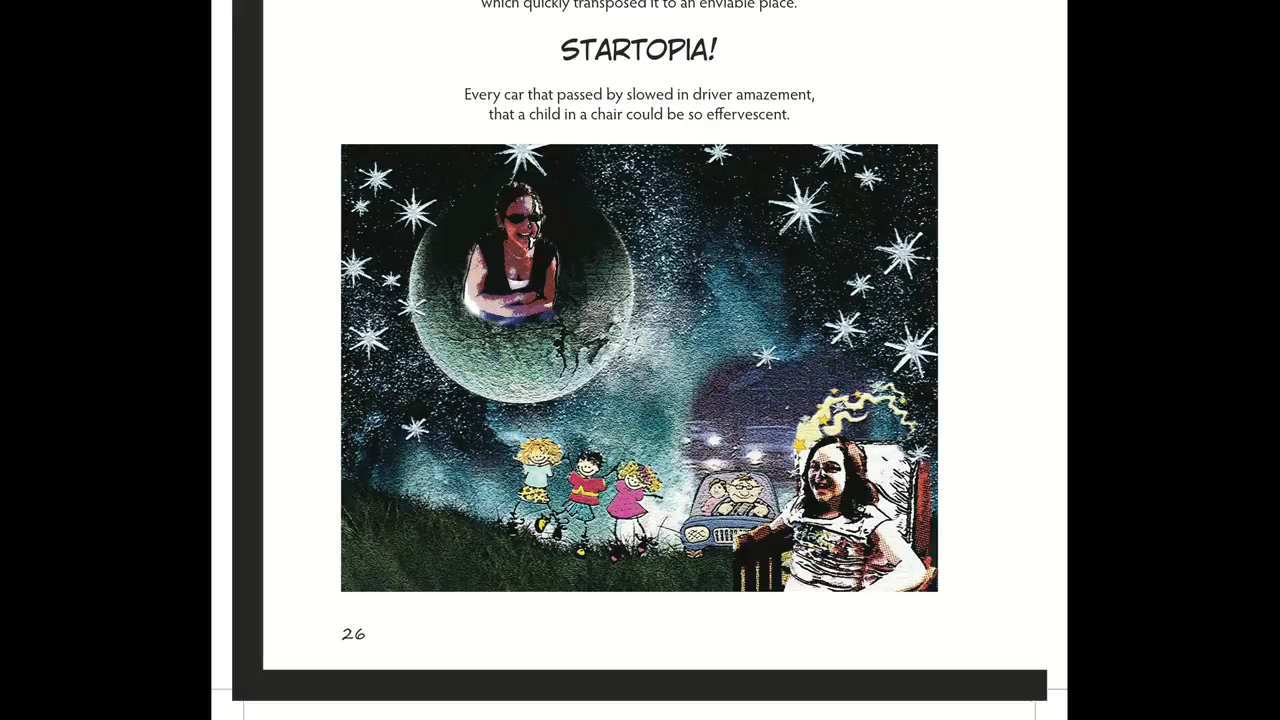 which quickly transposed it to an enviable place.
STARTOPIA!
Every car that passed by slowed in driver amazement,
that a child in a chair could be so effervescent.
26